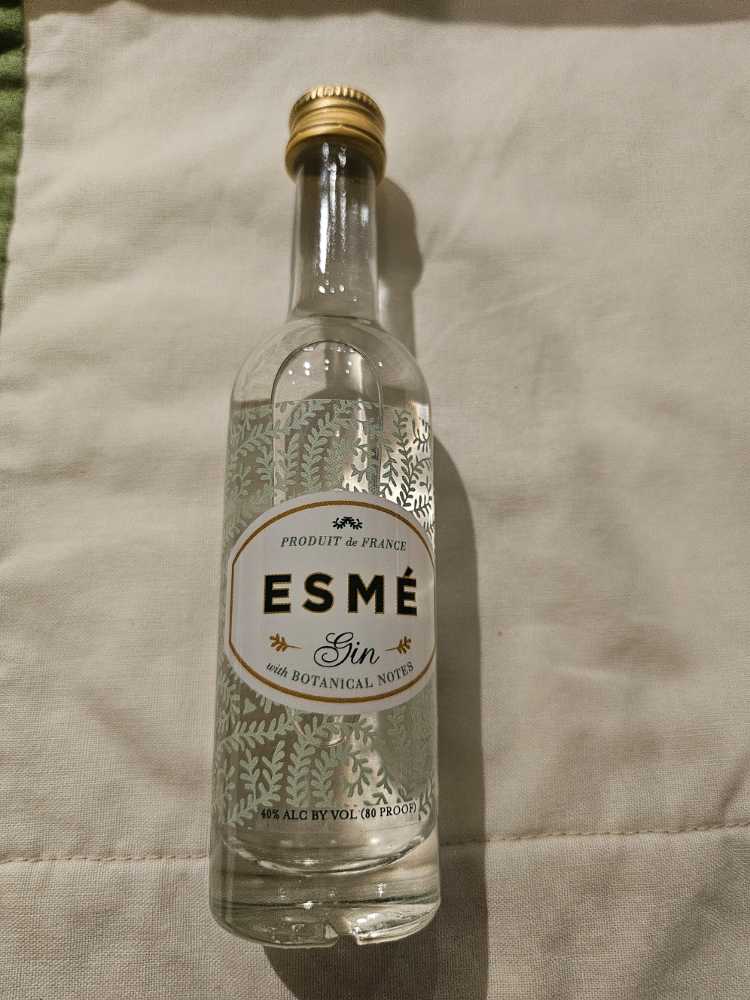 PRODUIT de FRANCE
ESMÉ
Gin
with BOTANICAL NOTES
40% ALC BY VOL (80 PROOF)